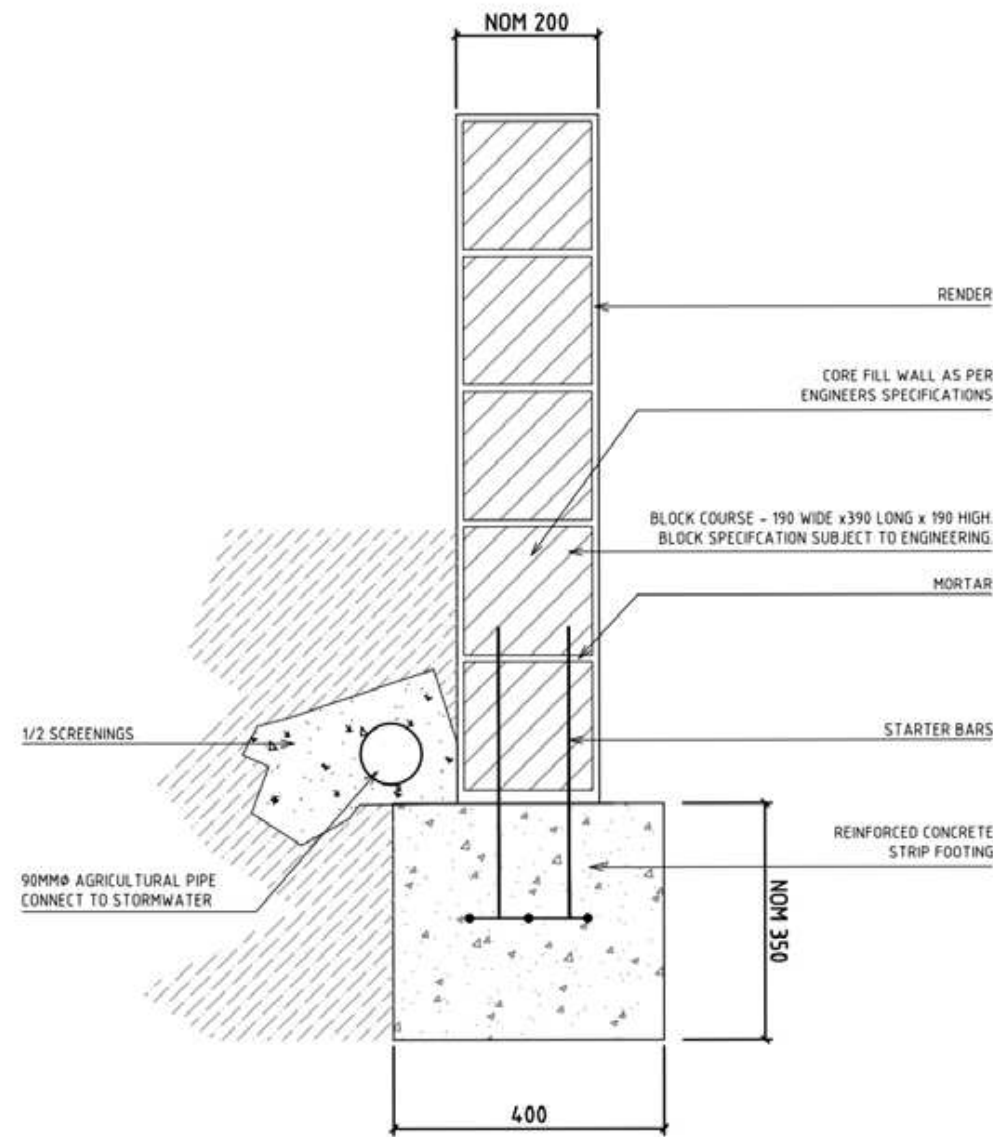 NOM 200
RENDER
CORE FILL WALL AS PER
ENGINEERS SPECIFICATIONS
BLOCK COURSE - 190 WIDE x390 LONG x 190 HIGH.
BLOCK SPECIFCATION SUBJECT TO ENGINEERING.
MORTAR
1/2 SCREENINGS
STARTER BARS
REINFORCED CONCRETE
STRIP FOOTING
90MMØ AGRICULTURAL PIPE
CONNECT TO STORMWATER
NOM 350
400